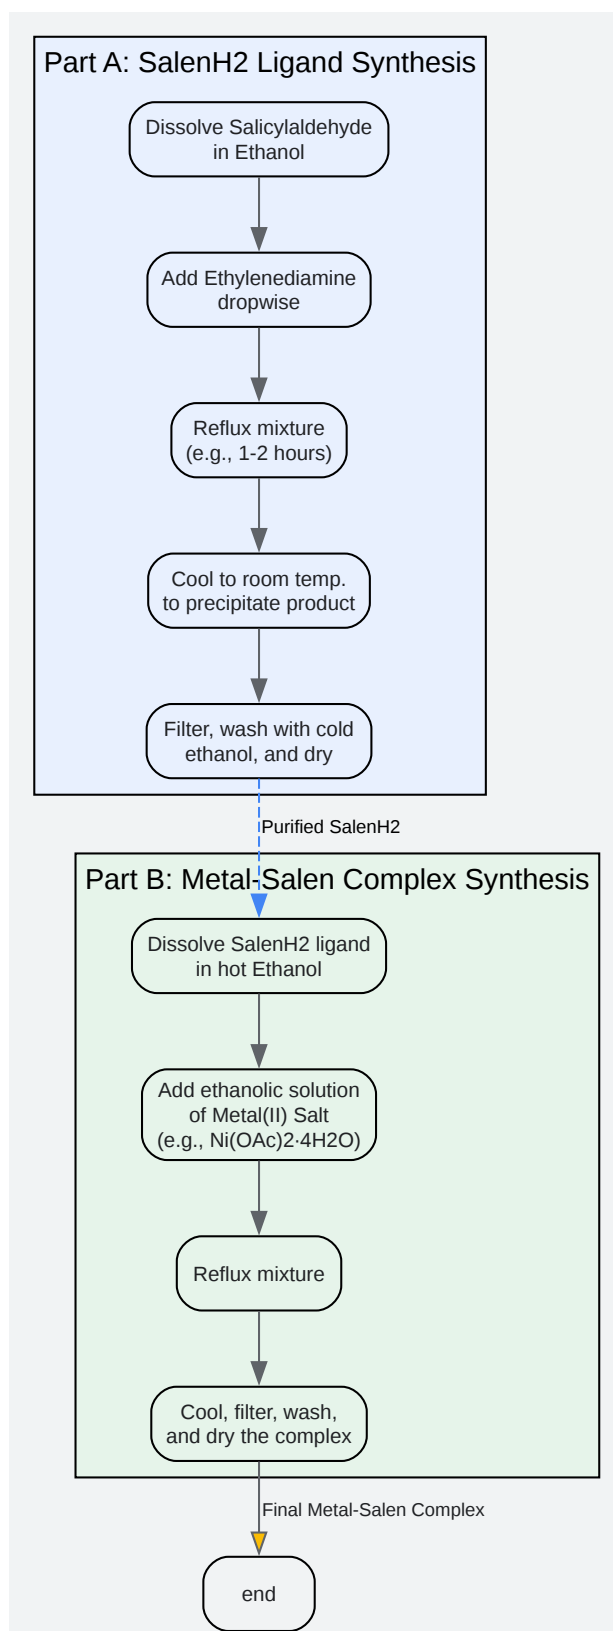 Part A: SalenH2 Ligand Synthesis
Dissolve Salicylaldehyde
in Ethanol
Add Ethylenediamine
dropwise
Reflux mixture
(e.g., 1-2 hours)
Cool to room temp.
to precipitate product
Filter, wash with cold
ethanol, and dry
Purified SalenH2
Part B: Metal-Salen Complex Synthesis
Dissolve SalenH2 ligand
in hot Ethanol
Add ethanolic solution
of Metal(II) Salt
(e.g., Ni(OAc)2·4H2O)
Reflux mixture
Cool, filter, wash,
and dry the complex
Final Metal-Salen Complex
end